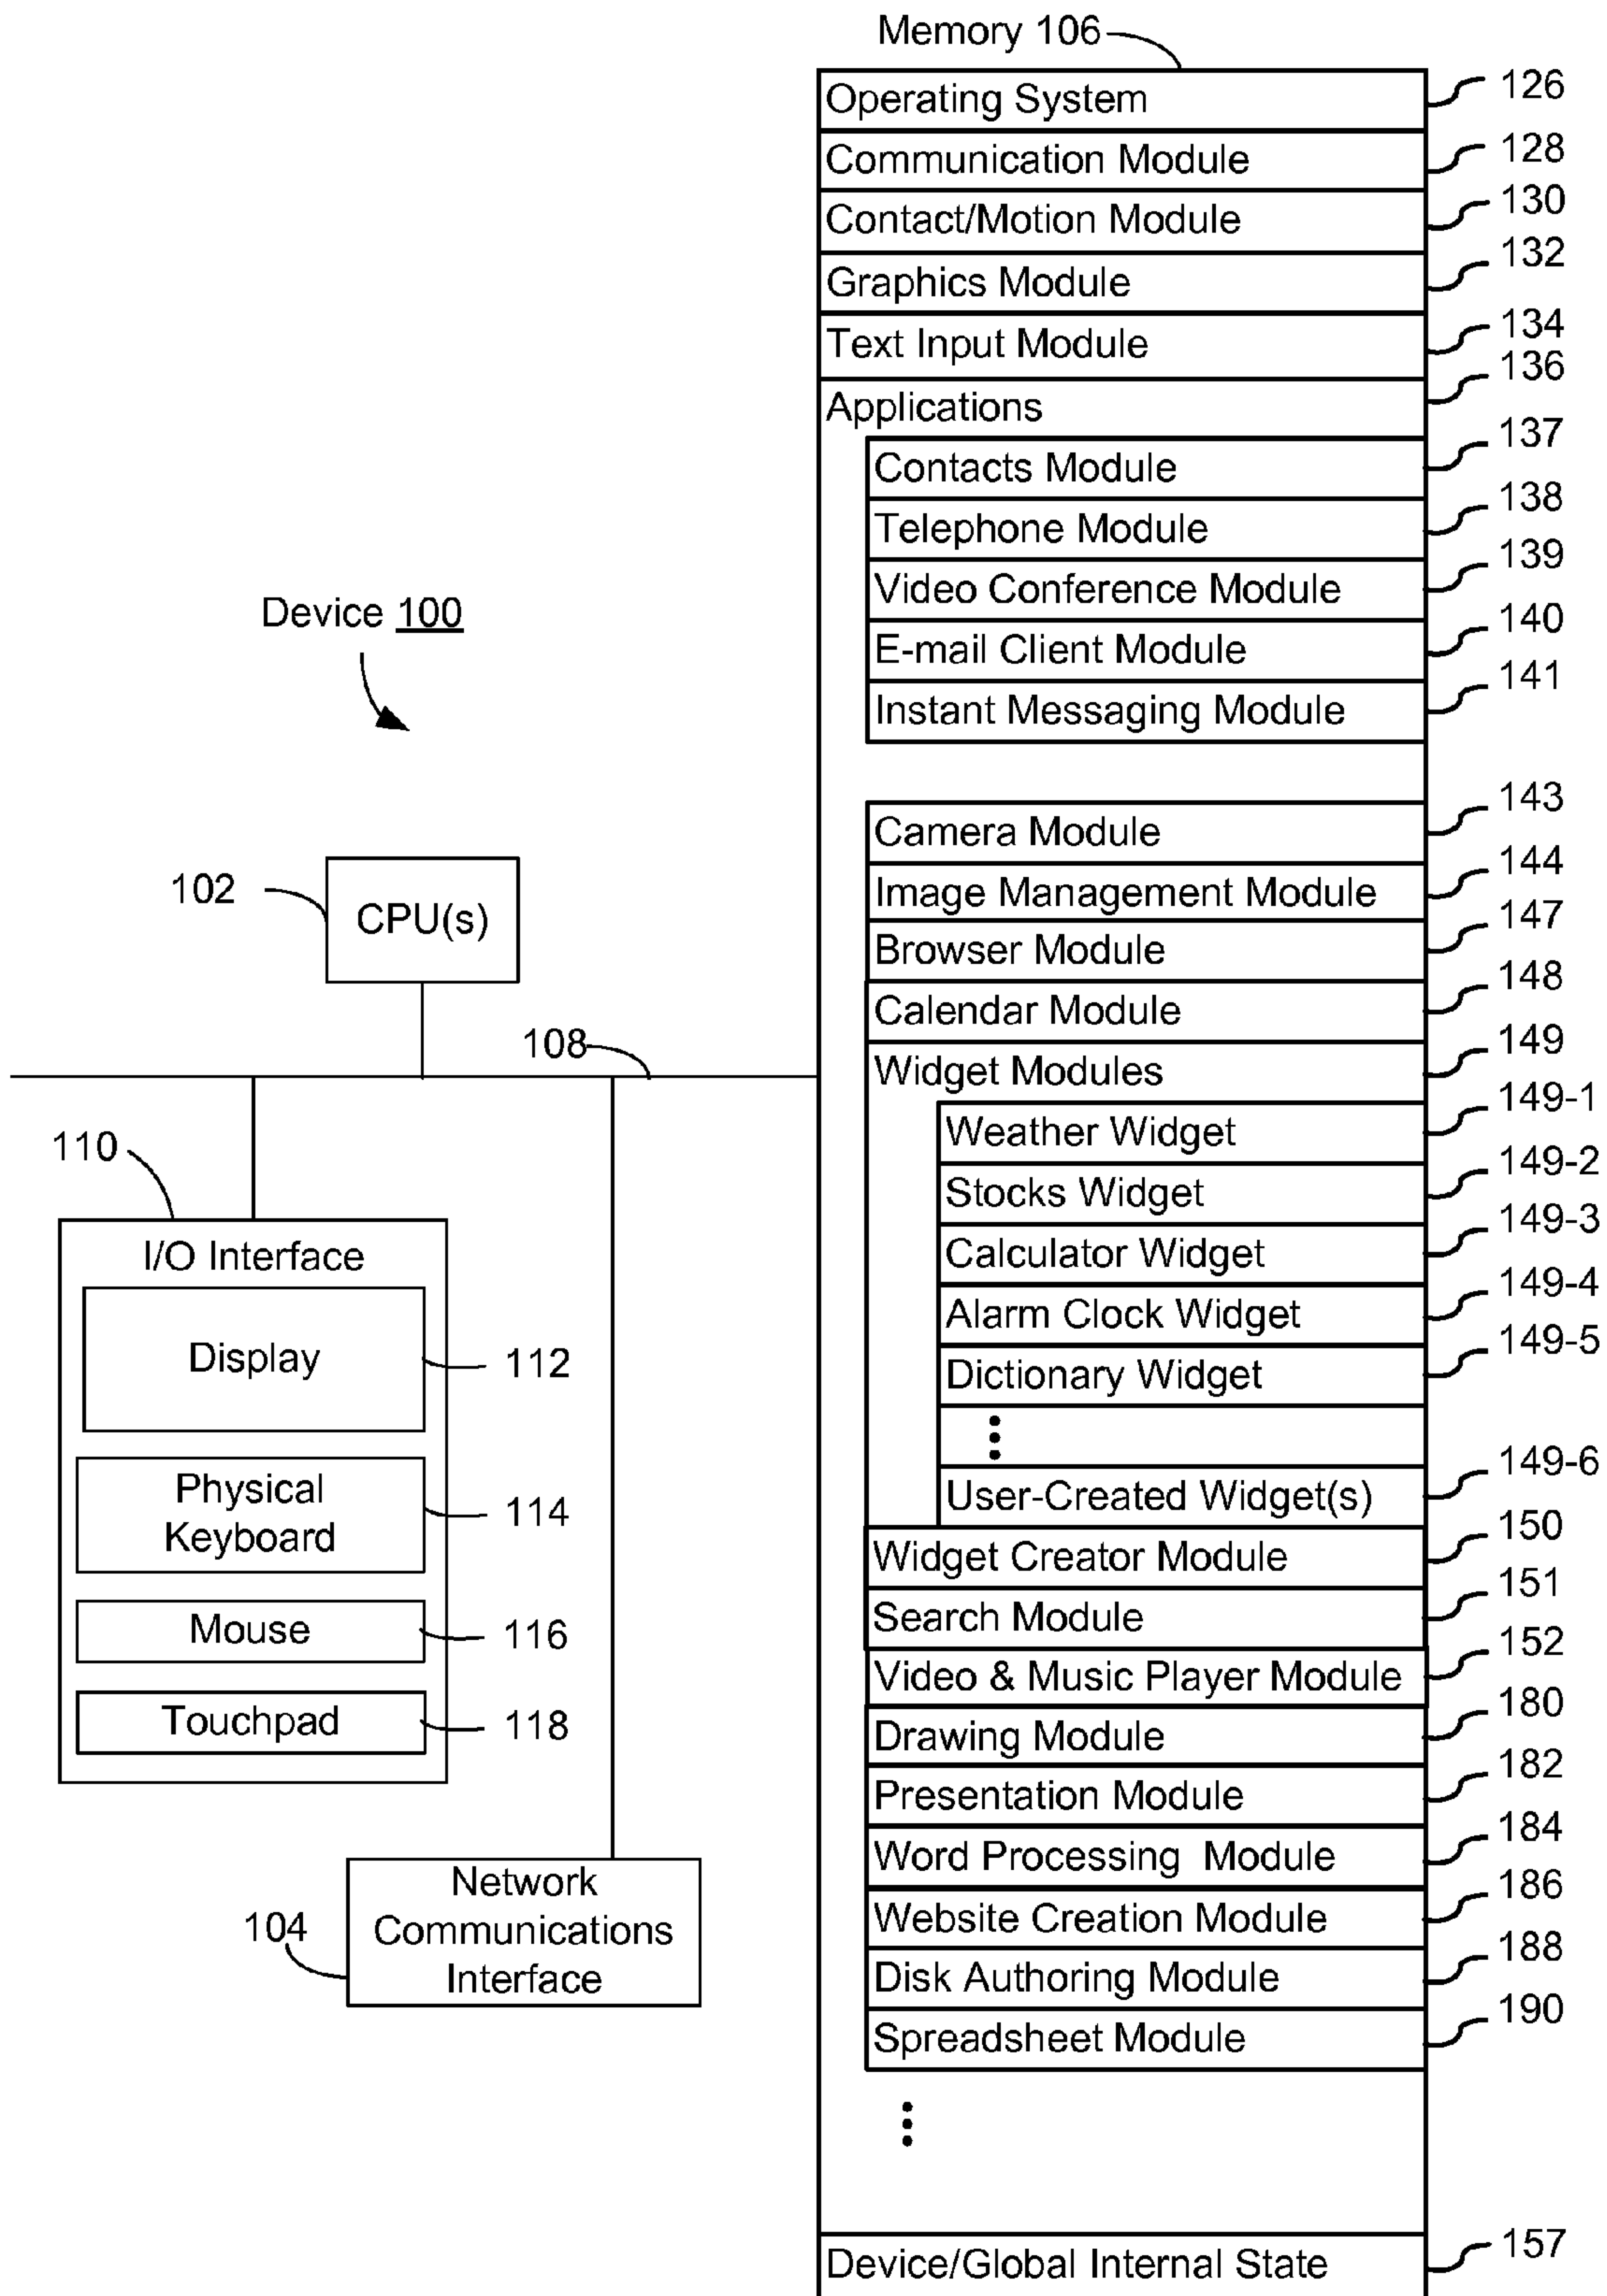 Memory 106
Operating System 126
Communication Module 128
Contact/Motion Module 130
Graphics Module 132
Text Input Module 134
Applications 136
Contacts Module 137
Telephone Module 138
Video Conference Module 139
E-mail Client Module 140
Instant Messaging Module 141
Camera Module 143
Image Management Module 144
Browser Module 147
Calendar Module 148
Widget Modules 149
Weather Widget 149-1
Stocks Widget 149-2
Calculator Widget 149-3
Alarm Clock Widget 149-4
Dictionary Widget 149-5
User-Created Widget(s) 149-6
Widget Creator Module 150
Search Module 151
Video & Music Player Module 152
Drawing Module 180
Presentation Module 182
Word Processing Module 184
Website Creation Module 186
Disk Authoring Module 188
Spreadsheet Module 190
Device/Global Internal State 157
Device 100
102
CPU(s)
108
110
I/O Interface
Display 112
Physical
Keyboard
114
Mouse 116
Touchpad 118
104
Network
Communications
Interface